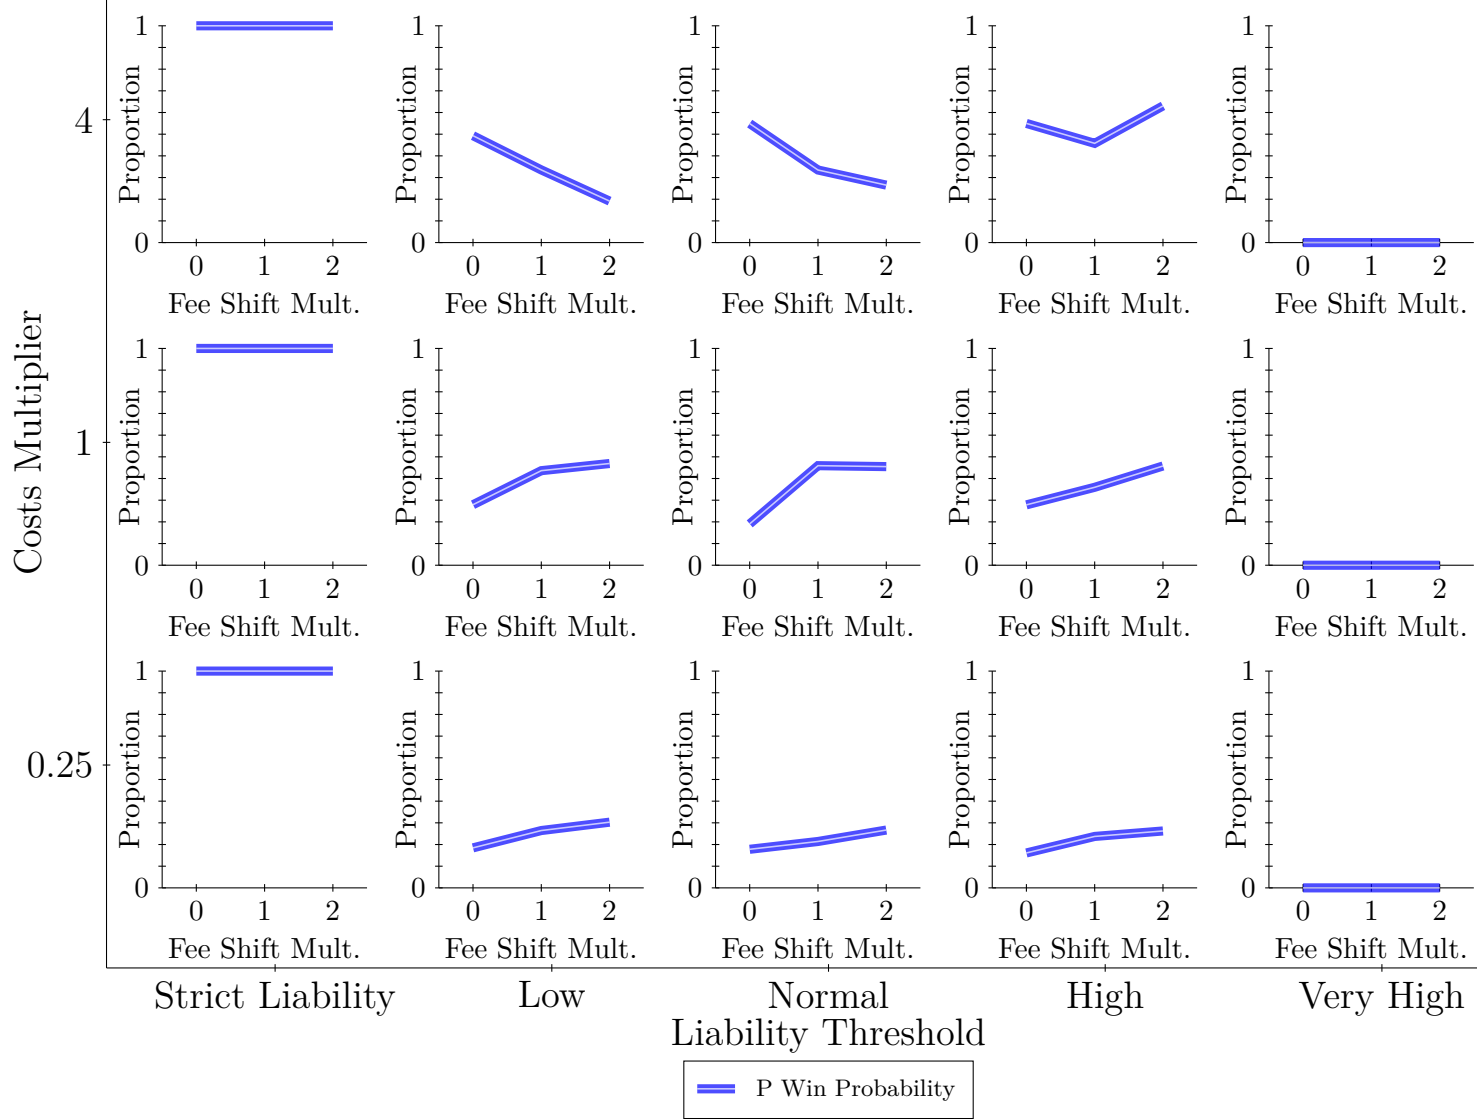 1 1 1 1 1
Proportion Proportion Proportion Proportion Proportion
4
0 0 0 0 0
0 1 2 0 1 2 0 1 2 0 1 2 0 1 2
Fee Shift Mult. Fee Shift Mult. Fee Shift Mult. Fee Shift Mult. Fee Shift Mult.
Costs Multiplier
1 1 1 1 1
Proportion Proportion Proportion Proportion Proportion
1
0 0 0 0 0
0 1 2 0 1 2 0 1 2 0 1 2 0 1 2
Fee Shift Mult. Fee Shift Mult. Fee Shift Mult. Fee Shift Mult. Fee Shift Mult.
1 1 1 1 1
Proportion Proportion Proportion Proportion Proportion
0.25
0 0 0 0 0
0 1 2 0 1 2 0 1 2 0 1 2 0 1 2
Fee Shift Mult. Fee Shift Mult. Fee Shift Mult. Fee Shift Mult. Fee Shift Mult.
Strict Liability Low Normal High Very High
Liability Threshold
P Win Probability